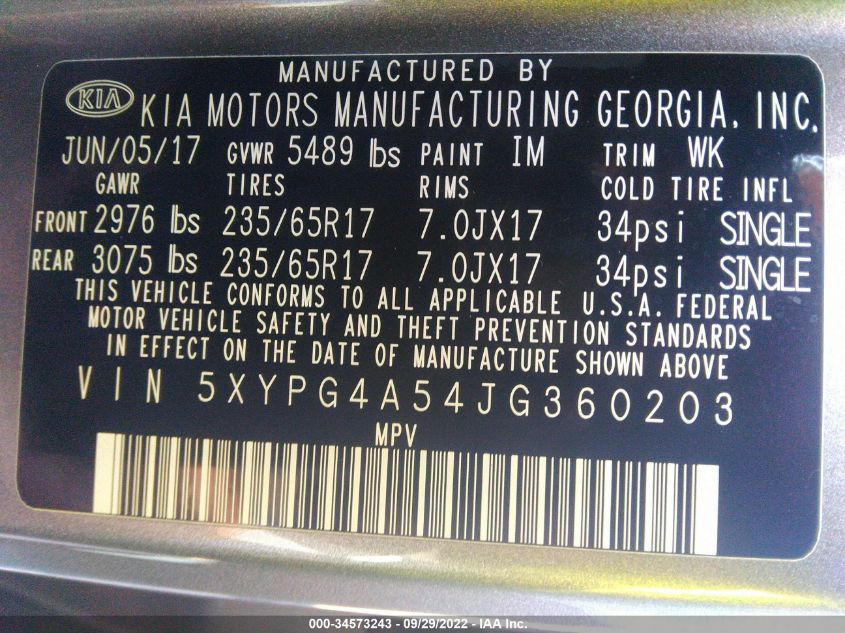 MANUFACTURED BY
KIA KIA MOTORS MANUFACTURING GEORGIA, INC.
JUN/05/17 GVWR 5489 lbs PAINT IM TRIM WK
GAWR TIRES RIMS COLD TIRE INFL
FRONT 2976 lbs 235/65R17 7.0JX17 34psi SINGLE
REAR 3075 lbs 235/65R17 7.0JX17 34psi SINGLE
THIS VEHICLE CONFORMS TO ALL APPLICABLE U.S.A. FEDERAL
MOTOR VEHICLE SAFETY AND THEFT PREVENTION STANDARDS
IN EFFECT ON THE DATE OF MANUFACTURE SHOWN ABOVE
VIN 5XYPG4A54JG360203
MPV
000-34573243 - 09/29/2022 - IAA Inc.